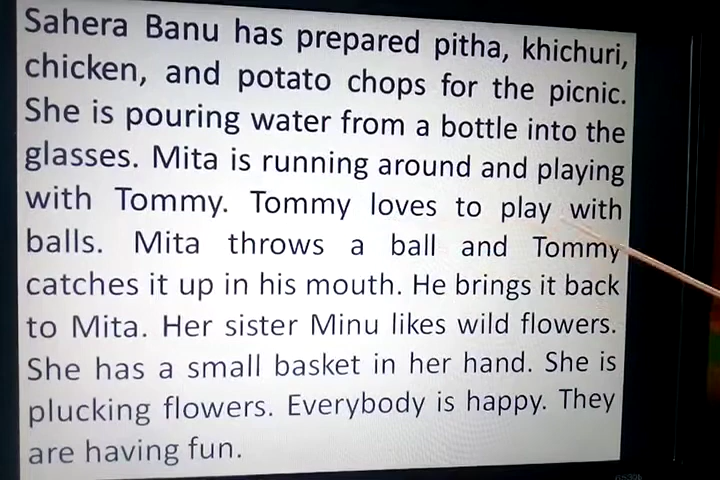 Sahera Banu has prepared pitha, khichuri,
chicken, and potato chops for the picnic.
She is pouring water from a bottle into the
glasses. Mita is running around and playing
with Tommy. Tommy loves to play with
balls. Mita throws a ball and Tommy
catches it up in his mouth. He brings it back
to Mita. Her sister Minu likes wild flowers.
She has a small basket in her hand. She is
plucking flowers. Everybody is happy. They
are having fun.